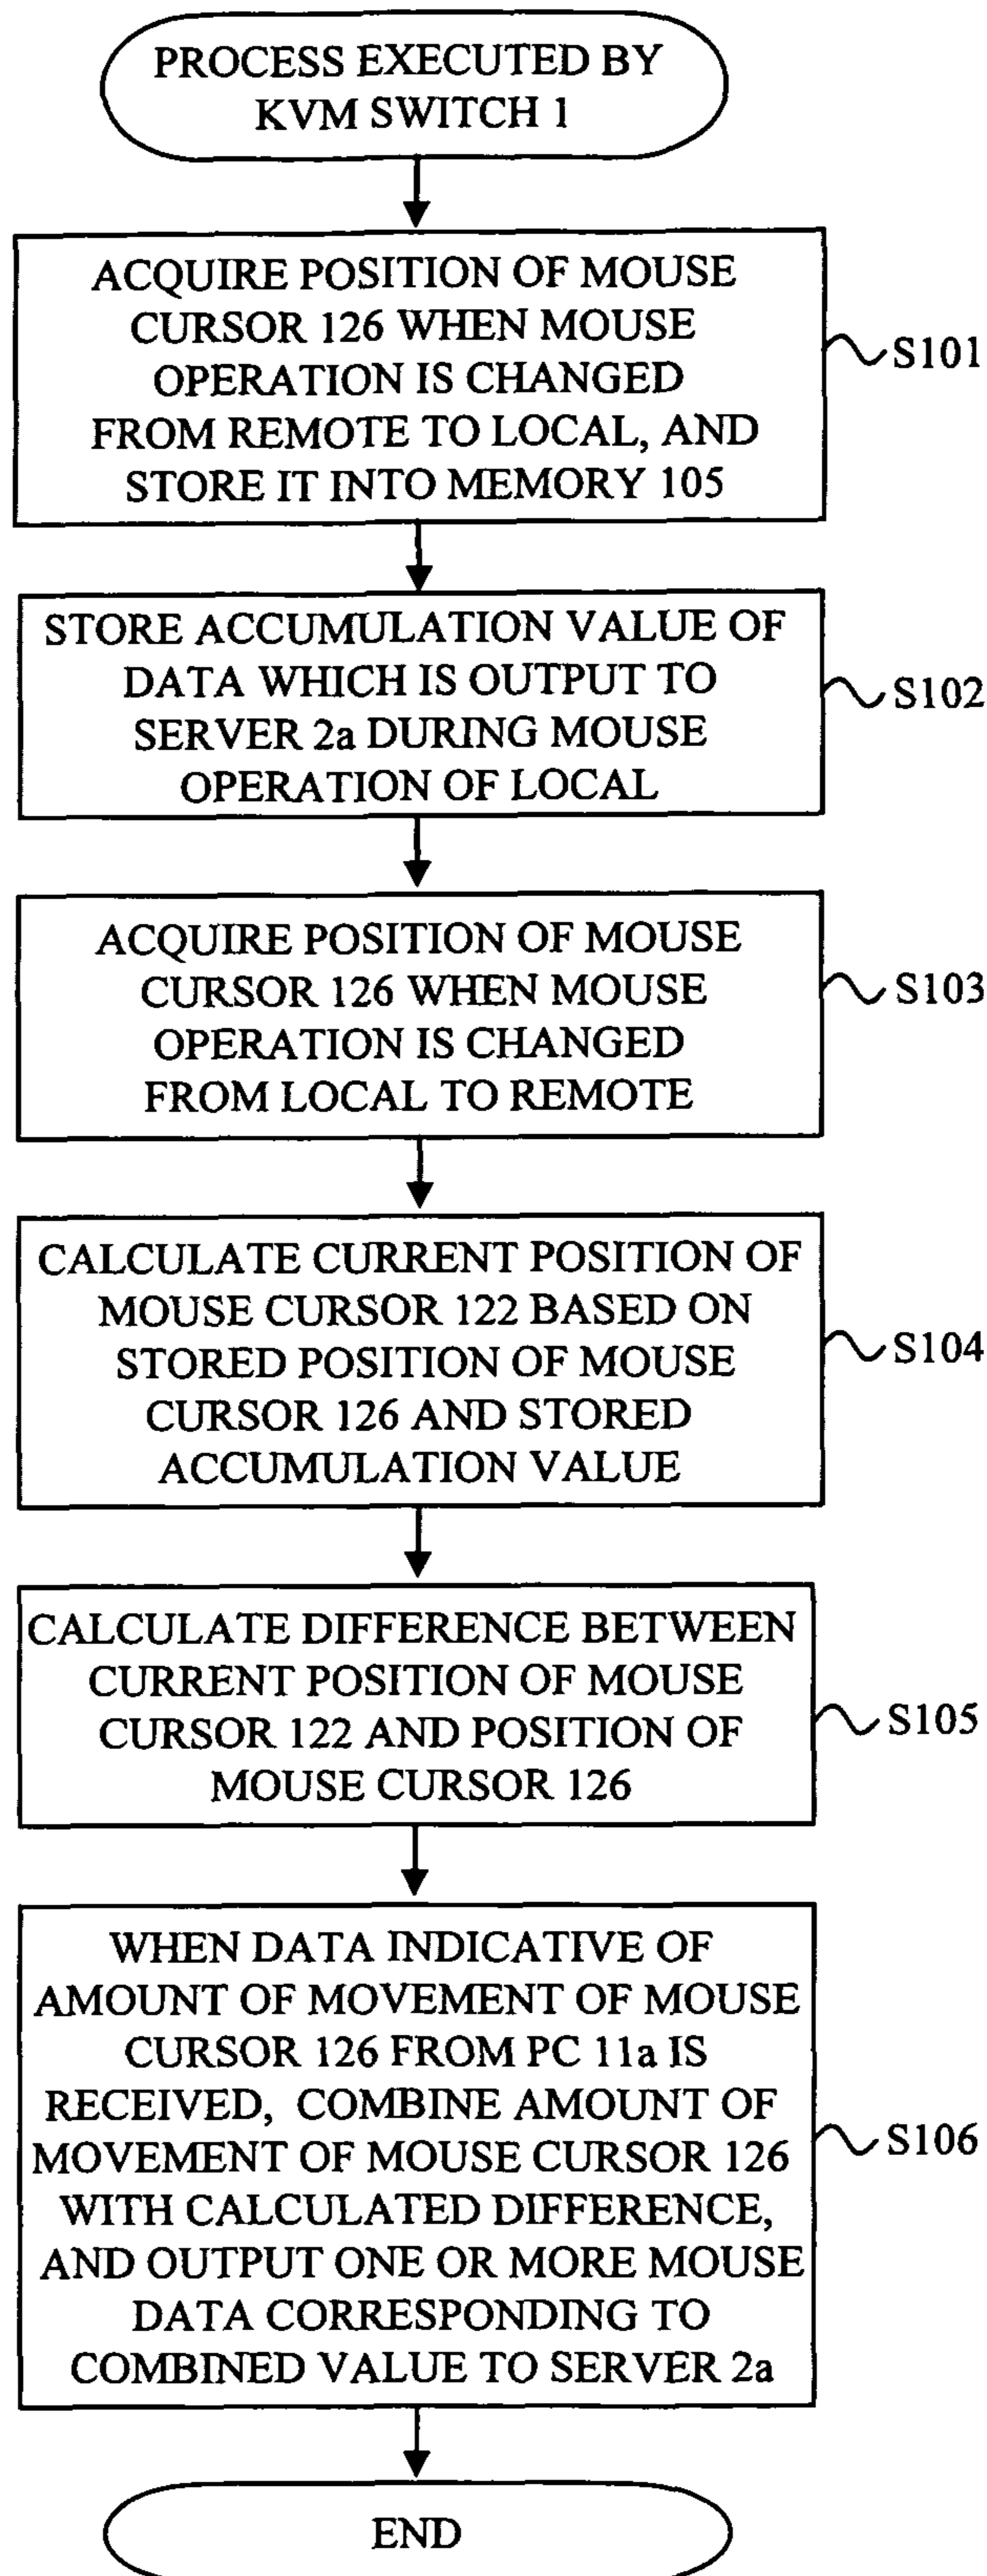 PROCESS EXECUTED BY
KVM SWITCH 1
ACQUIRE POSITION OF MOUSE
CURSOR 126 WHEN MOUSE
OPERATION IS CHANGED
FROM REMOTE TO LOCAL, AND
STORE IT INTO MEMORY 105
S101
STORE ACCUMULATION VALUE OF
DATA WHICH IS OUTPUT TO
SERVER 2a DURING MOUSE
OPERATION OF LOCAL
S102
ACQUIRE POSITION OF MOUSE
CURSOR 126 WHEN MOUSE
OPERATION IS CHANGED
FROM LOCAL TO REMOTE
S103
CALCULATE CURRENT POSITION OF
MOUSE CURSOR 122 BASED ON
STORED POSITION OF MOUSE
CURSOR 126 AND STORED
ACCUMULATION VALUE
S104
CALCULATE DIFFERENCE BETWEEN
CURRENT POSITION OF MOUSE
CURSOR 122 AND POSITION OF
MOUSE CURSOR 126
S105
WHEN DATA INDICATIVE OF
AMOUNT OF MOVEMENT OF MOUSE
CURSOR 126 FROM PC 11a IS
RECEIVED, COMBINE AMOUNT OF
MOVEMENT OF MOUSE CURSOR 126
WITH CALCULATED DIFFERENCE,
AND OUTPUT ONE OR MORE MOUSE
DATA CORRESPONDING TO
COMBINED VALUE TO SERVER 2a
S106
END